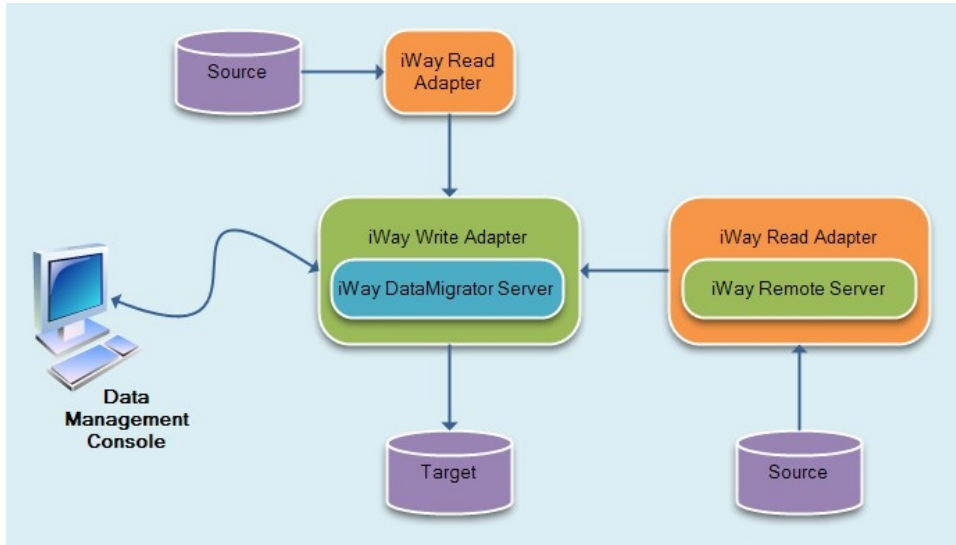 Source
iWay Read
Adapter
iWay Write Adapter
iWay DataMigrator Server
iWay Read Adapter
iWay Remote Server
Data
Management
Console
Target
Source